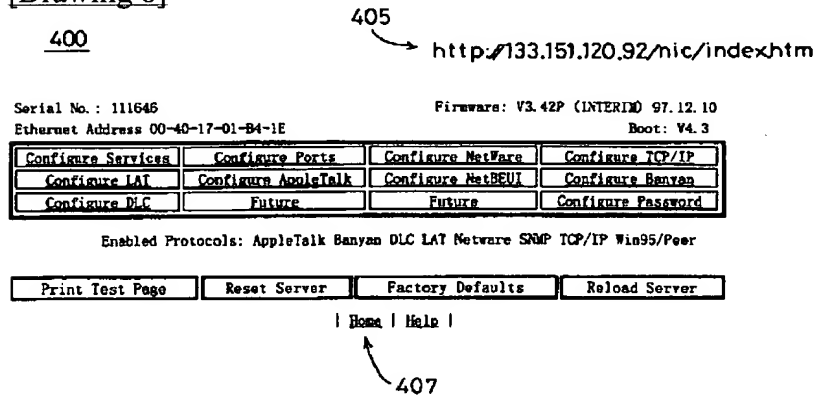 [Drawing 8]
405
400
http://133.151.120.92/nic/index.htm
Serial No.: 111646 Firmware: V3.42P (INTERIM) 97.12.10
Ethernet Address 00-40-17-01-B4-1E Boot: V4.3
Configure Services Configure Ports Configure NetWare Configure TCP/IP
Configure LAT Configure AppleTalk Configure NetBEUI Configure Banyan
Configure DLC Future Future Configure Password
Enabled Protocols: AppleTalk Banyan DLC LAT Netware SNMP TCP/IP Win95/Peer
Print Test Page Reset Server Factory Defaults Reload Server
| Home | Help |
407